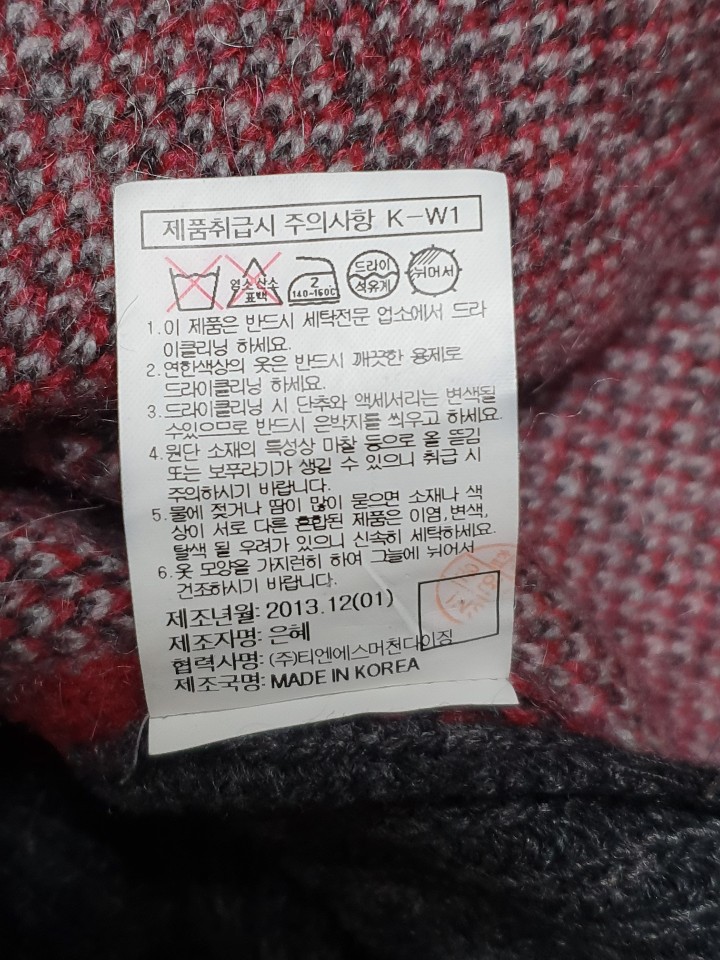 제품취급시 주의사항 K-W1
염소 산소 표백
2
140~160℃
드라이
석유계
뉘어서
1.이 제품은 반드시 세탁전문 업소에서 드라
이클리닝 하세요.
2.연한색상의 옷은 반드시 깨끗한 용제로
드라이클리닝 하세요.
3.드라이클리닝 시 단추와 액세서리는 변색될
수있으므로 반드시 은박지를 씌우고 하세요.
4.원단 소재의 특성상 마찰 등으로 올 뜯김
또는 보푸라기가 생길 수 있으니 취급 시
주의하시기 바랍니다.
5.물에 젖거나 땀이 많이 묻으면 소재나 색
상이 서로 다른 혼합된 제품은 이염,변색,
탈색 될 우려가 있으니 신속히 세탁하세요.
6.옷 모양을 가지런히 하여 그늘에 뉘어서
건조하시기 바랍니다.
제조년월: 2013.12(01)
제조자명: 은혜
협력사명: (주)티엔에스머천다이징
제조국명: MADE IN KOREA